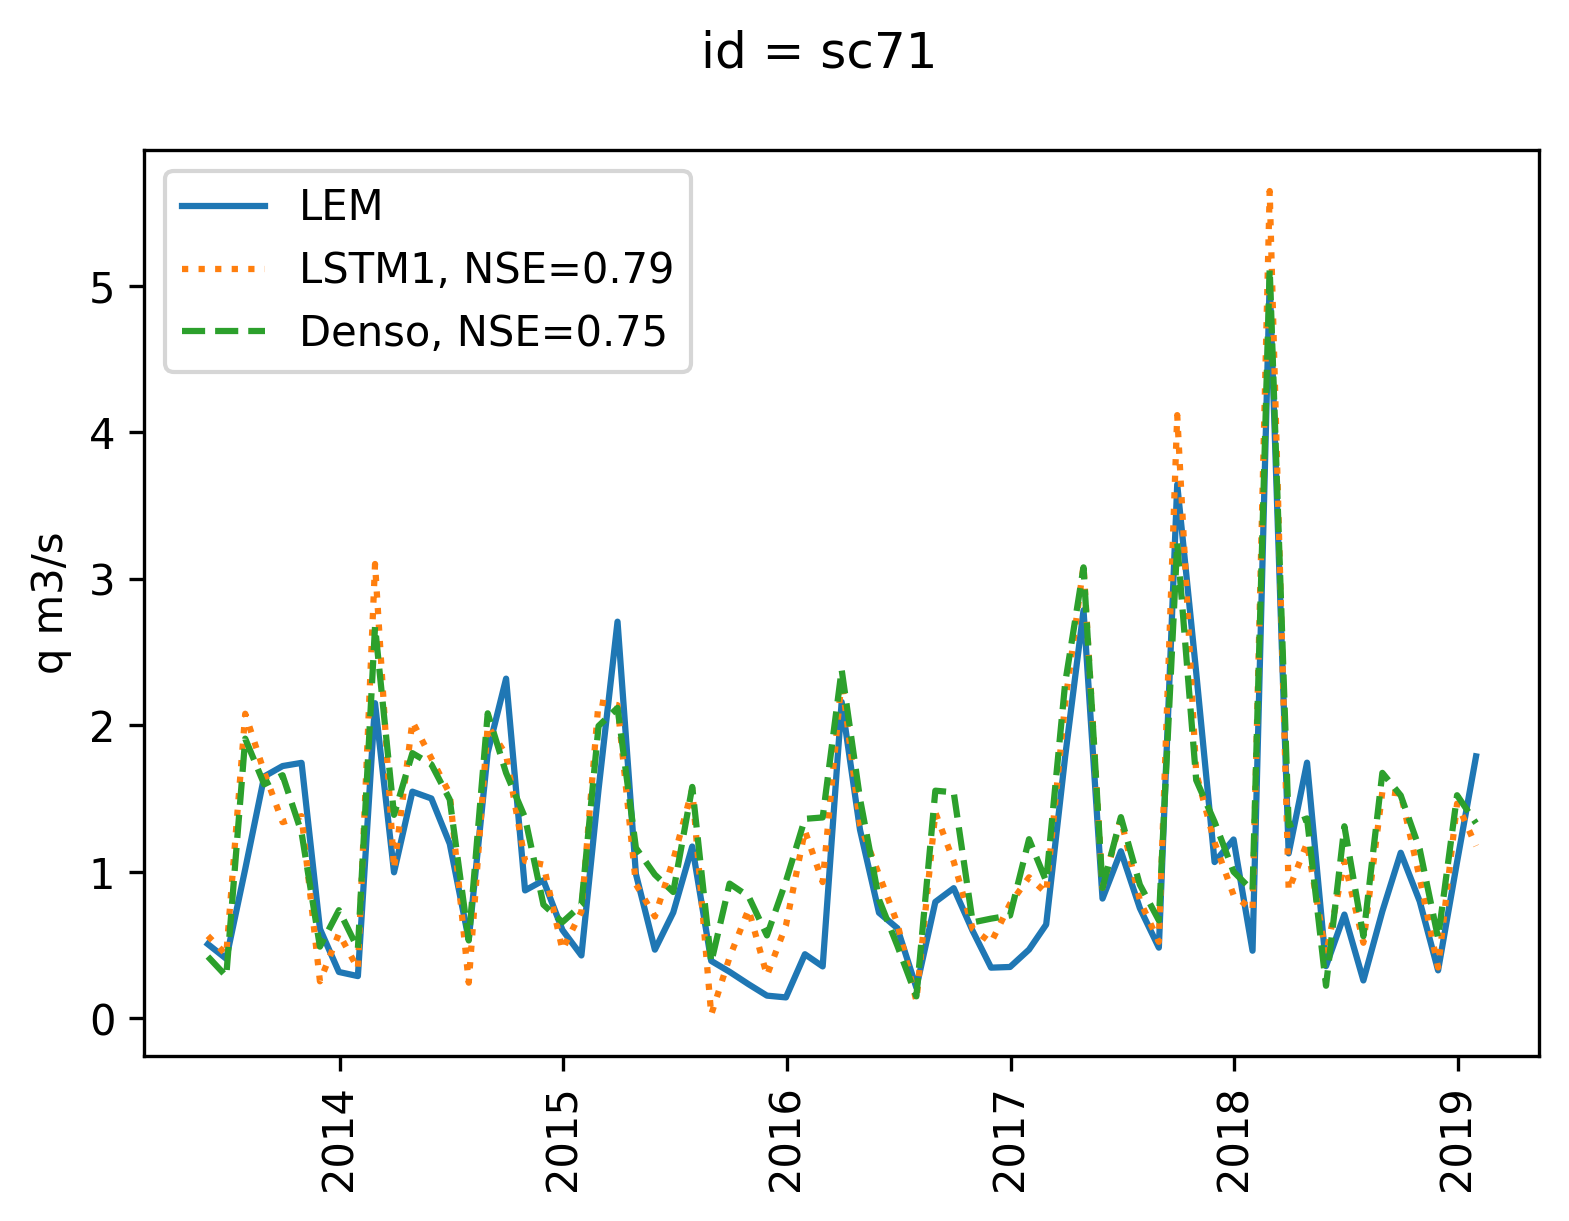 id = sc71
LEM
LSTM1, NSE=0.79
Denso, NSE=0.75
q m3/s
5
4
3
2
1
0
2014
2015
2016
2017
2018
2019